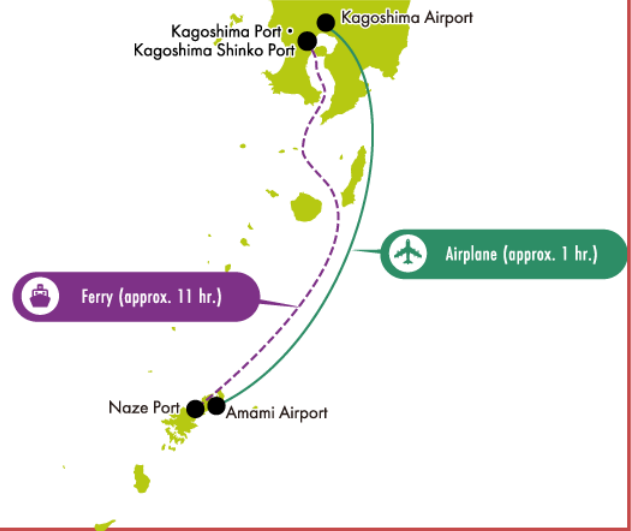 Kagoshima Airport
Kagoshima Port •
Kagoshima Shinko Port
Airplane (approx. 1 hr.)
Ferry (approx. 11 hr.)
Naze Port
Amami Airport